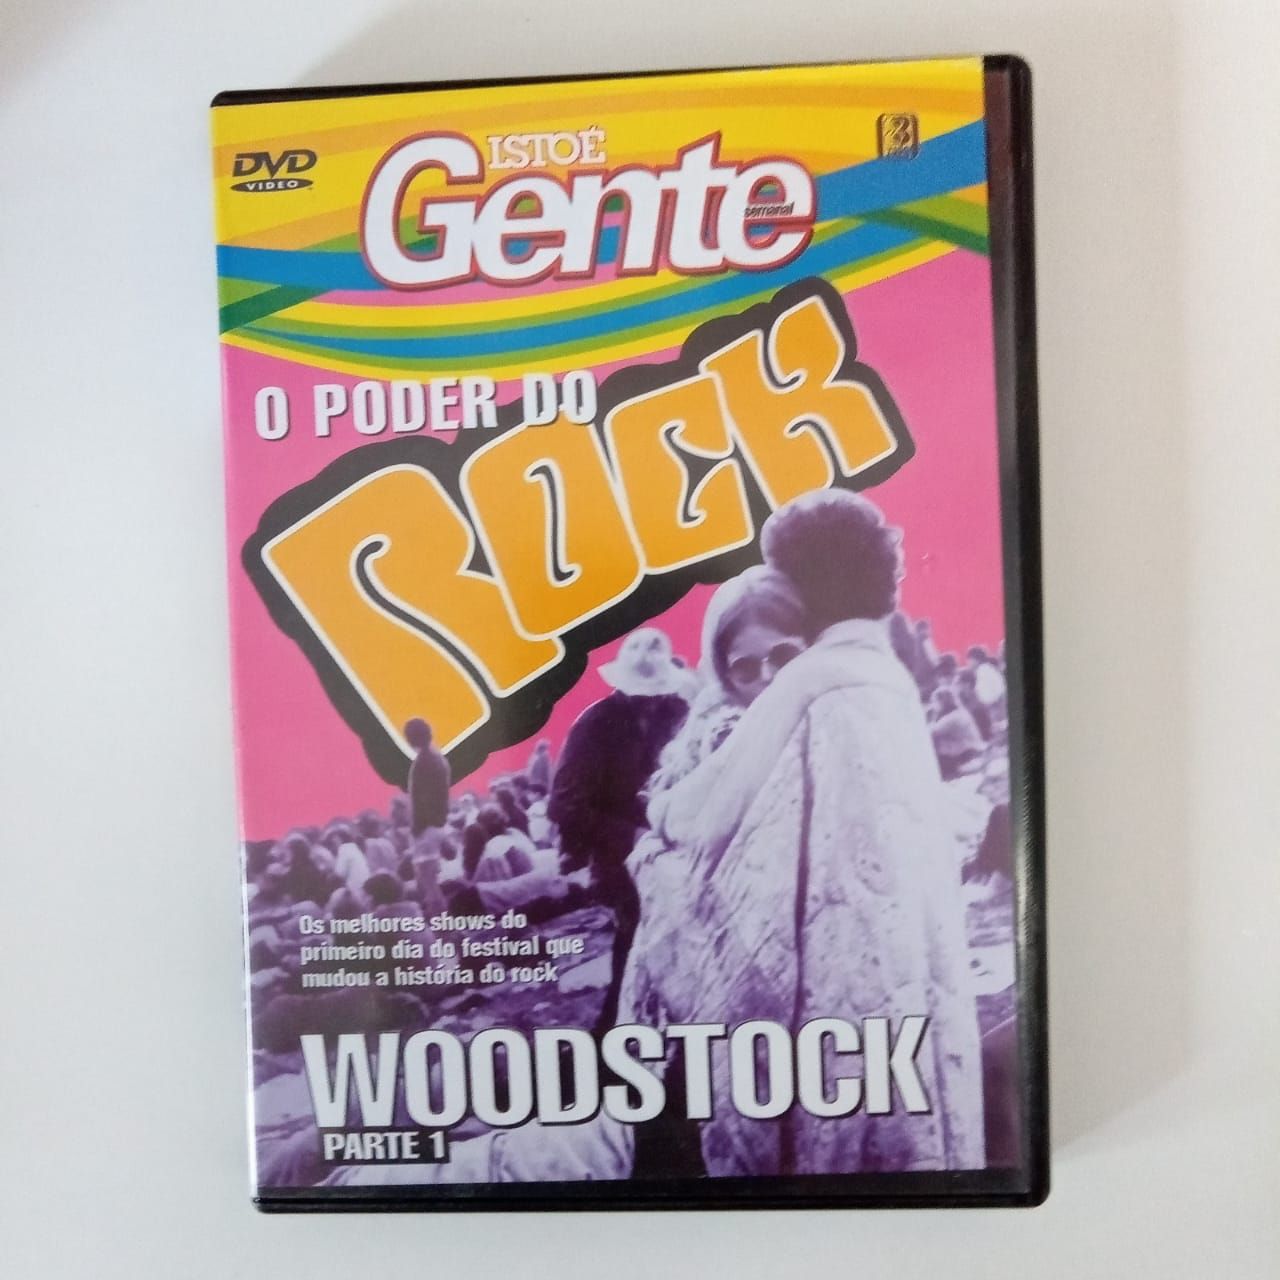 DVD
VIDEO
ISTOÉ
Gente
semanal
O PODER DO
ROCK
Os melhores shows do
primeiro dia do festival que
mudou a história do rock
WOODSTOCK
PARTE 1